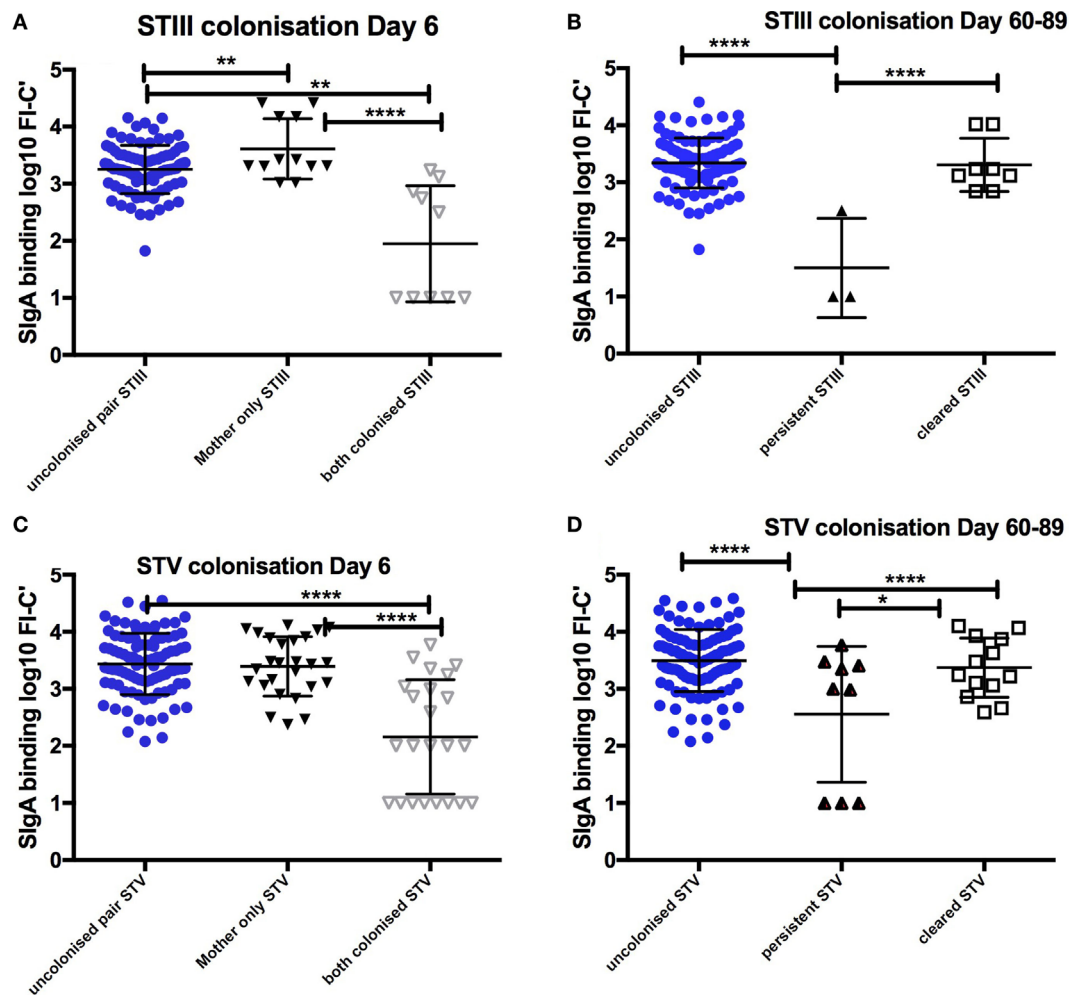 A
STIII colonisation Day 6
**
**
****
SIgA binding log10 FI-C'
5
4
3
2
1
0
uncolonised pair STIII
Mother only STIII
both colonised STIII
B
STIII colonisation Day 60-89
****
****
SIgA binding log10 FI-C'
5
4
3
2
1
0
uncolonised STIII
persistent STIII
cleared STIII
C
STV colonisation Day 6
****
****
SIgA binding log10 FI-C'
5
4
3
2
1
0
uncolonised pair STV
Mother only STV
both colonised STV
D
STV colonisation Day 60-89
****
****
*
SIgA binding log10 FI-C'
5
4
3
2
1
0
uncolonised STV
persistent STV
cleared STV